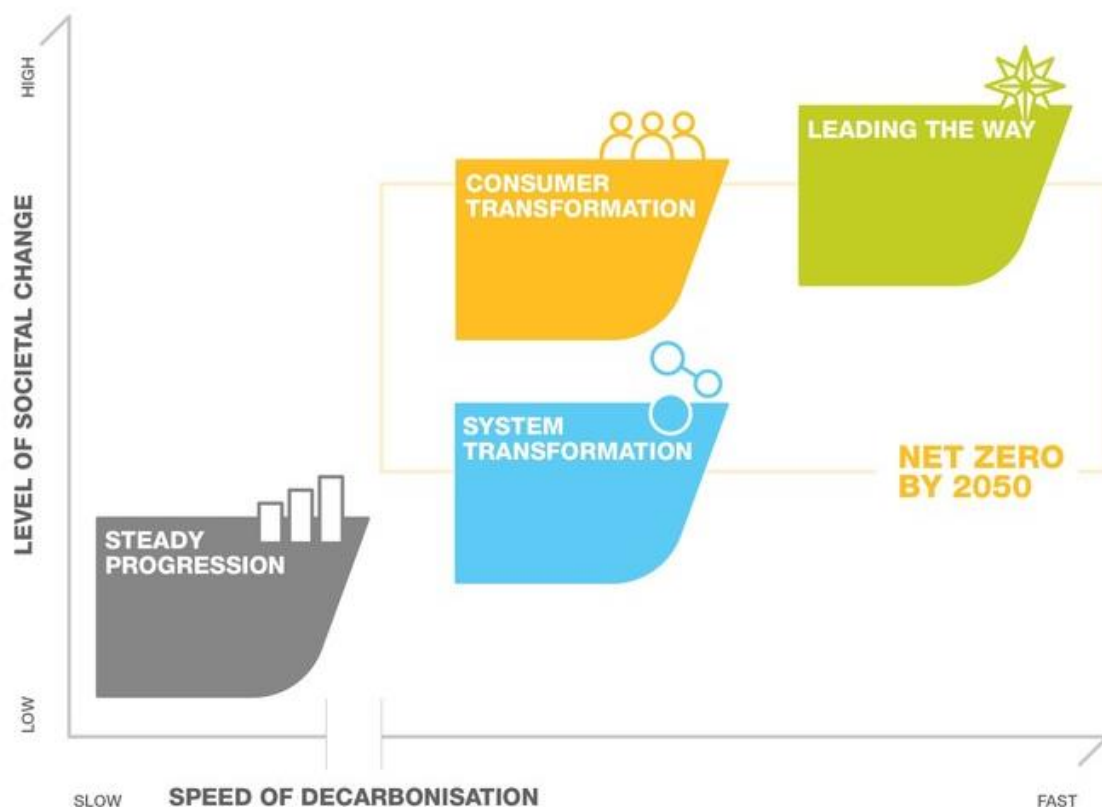 HIGH
LEADING THE WAY
CONSUMER
TRANSFORMATION
LEVEL OF SOCIETAL CHANGE
SYSTEM
TRANSFORMATION
NET ZERO
BY 2050
STEADY
PROGRESSION
LOW
SLOW
SPEED OF DECARBONISATION
FAST